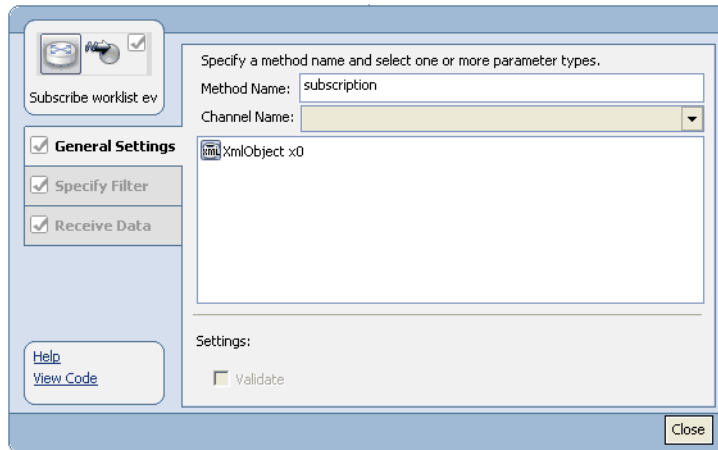 Subscribe worklist ev
General Settings
Specify Filter
Receive Data
Help
View Code
Specify a method name and select one or more parameter types.
Method Name: subscription
Channel Name:
XML XmlObject x0
Settings:
Validate
Close